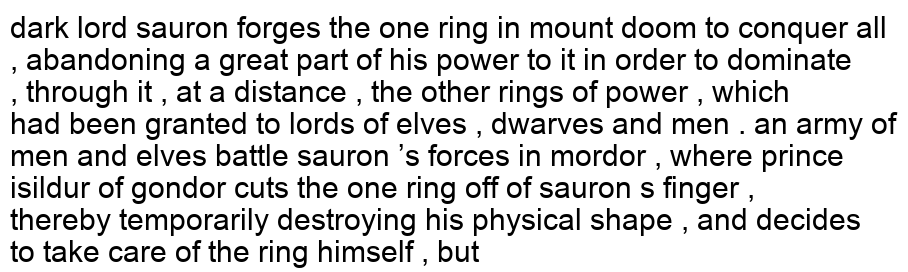 dark lord sauron forges the one ring in mount doom to conquer all
, abandoning a great part of his power to it in order to dominate
, through it , at a distance , the other rings of power , which
had been granted to lords of elves , dwarves and men . an army of
men and elves battle sauron ’s forces in mordor , where prince
isildur of gondor cuts the one ring off of sauron s finger ,
thereby temporarily destroying his physical shape , and decides
to take care of the ring himself , but